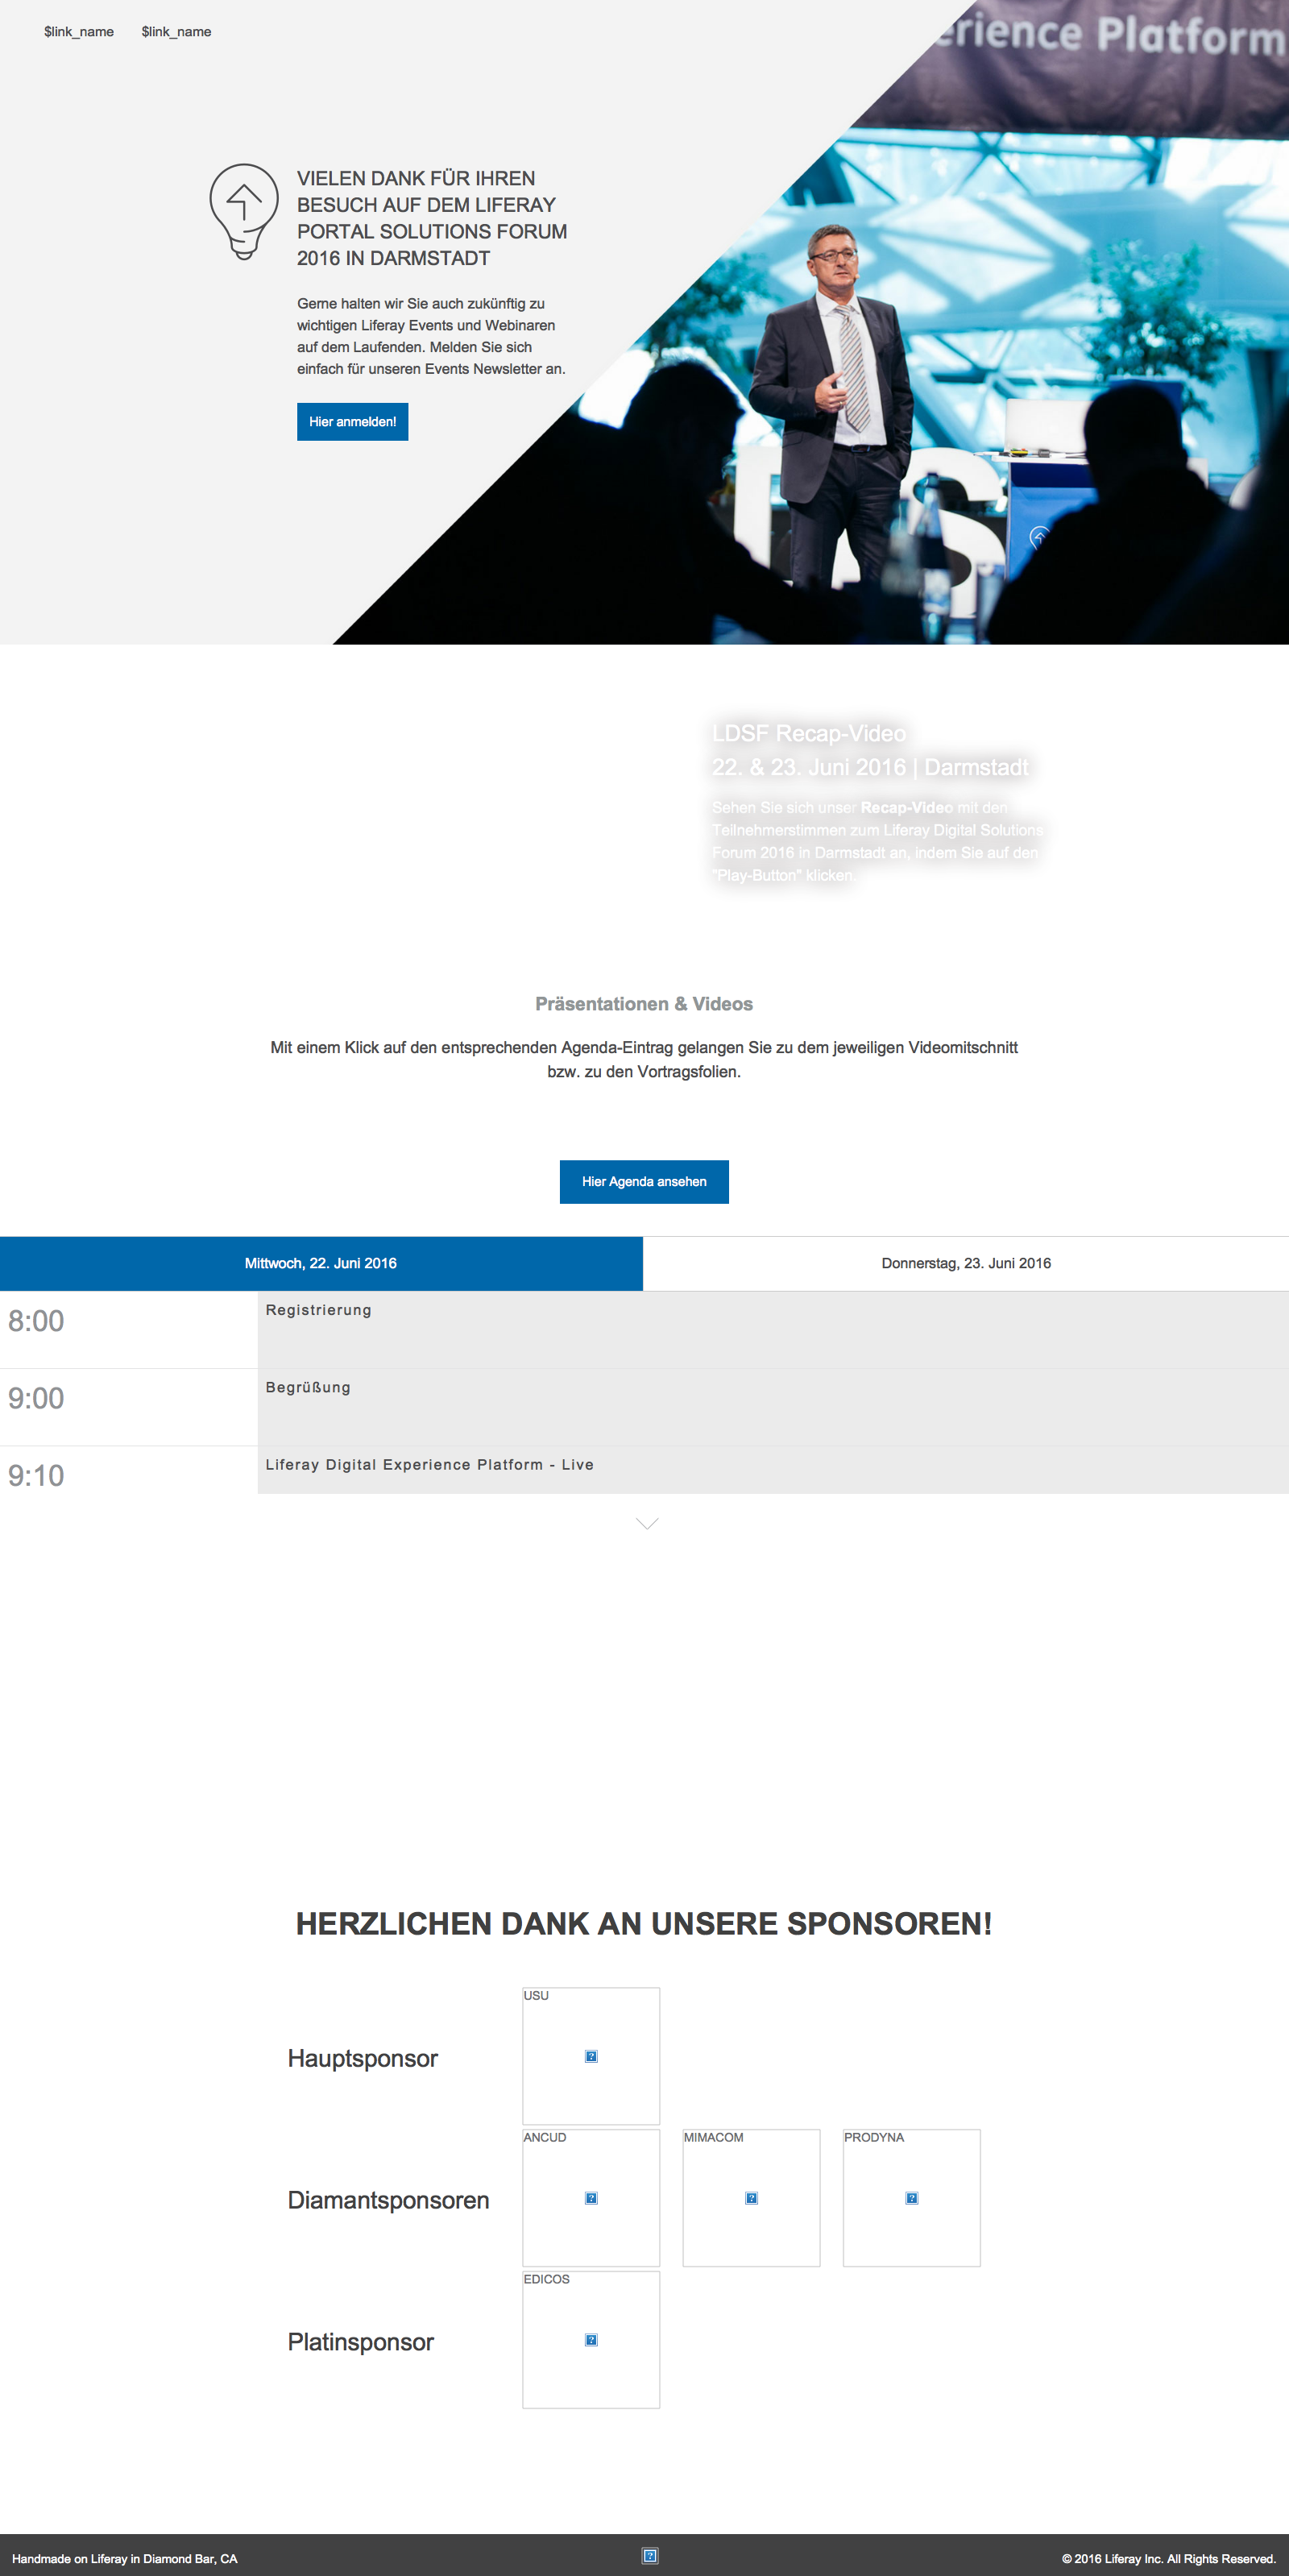 $link_name $link_name
erience Platform
VIELEN DANK FÜR IHREN
BESUCH AUF DEM LIFERAY
PORTAL SOLUTIONS FORUM
2016 IN DARMSTADT
Gerne halten wir Sie auch zukünftig zu
wichtigen Liferay Events und Webinaren
auf dem Laufenden. Melden Sie sich
einfach für unseren Events Newsletter an.
Hier anmelden!
LDSF Recap-Video
22. & 23. Juni 2016 | Darmstadt
Sehen Sie sich unser Recap-Video mit den
Teilnehmerstimmen zum Liferay Digital Solutions
Forum 2016 in Darmstadt an, indem Sie auf den
"Play-Button" klicken.
Präsentationen & Videos
Mit einem Klick auf den entsprechenden Agenda-Eintrag gelangen Sie zu dem jeweiligen Videomitschnitt
bzw. zu den Vortragsfolien.
Hier Agenda ansehen
Mittwoch, 22. Juni 2016 Donnerstag, 23. Juni 2016
8:00 Registrierung
9:00 Begrüßung
9:10 Liferay Digital Experience Platform - Live
HERZLICHEN DANK AN UNSERE SPONSOREN!
USU
Hauptsponsor
ANCUD MIMACOM PRODYNA
Diamantsponsoren
EDICOS
Platinsponsor
Handmade on Liferay in Diamond Bar, CA © 2016 Liferay Inc. All Rights Reserved.